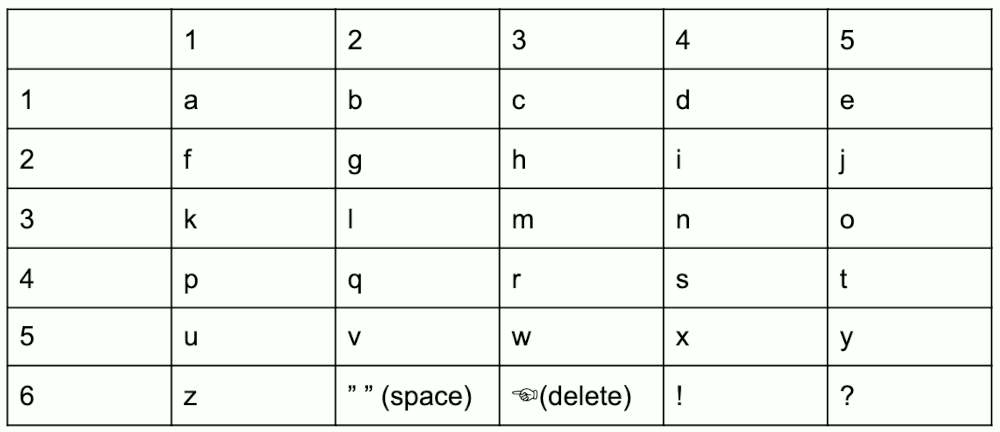 1 2 3 4 5
1 a b c d e
2 f g h i j
3 k l m n o
4 p q r s t
5 u v w x y
6 z ” ” (space) ☜(delete) ! ?